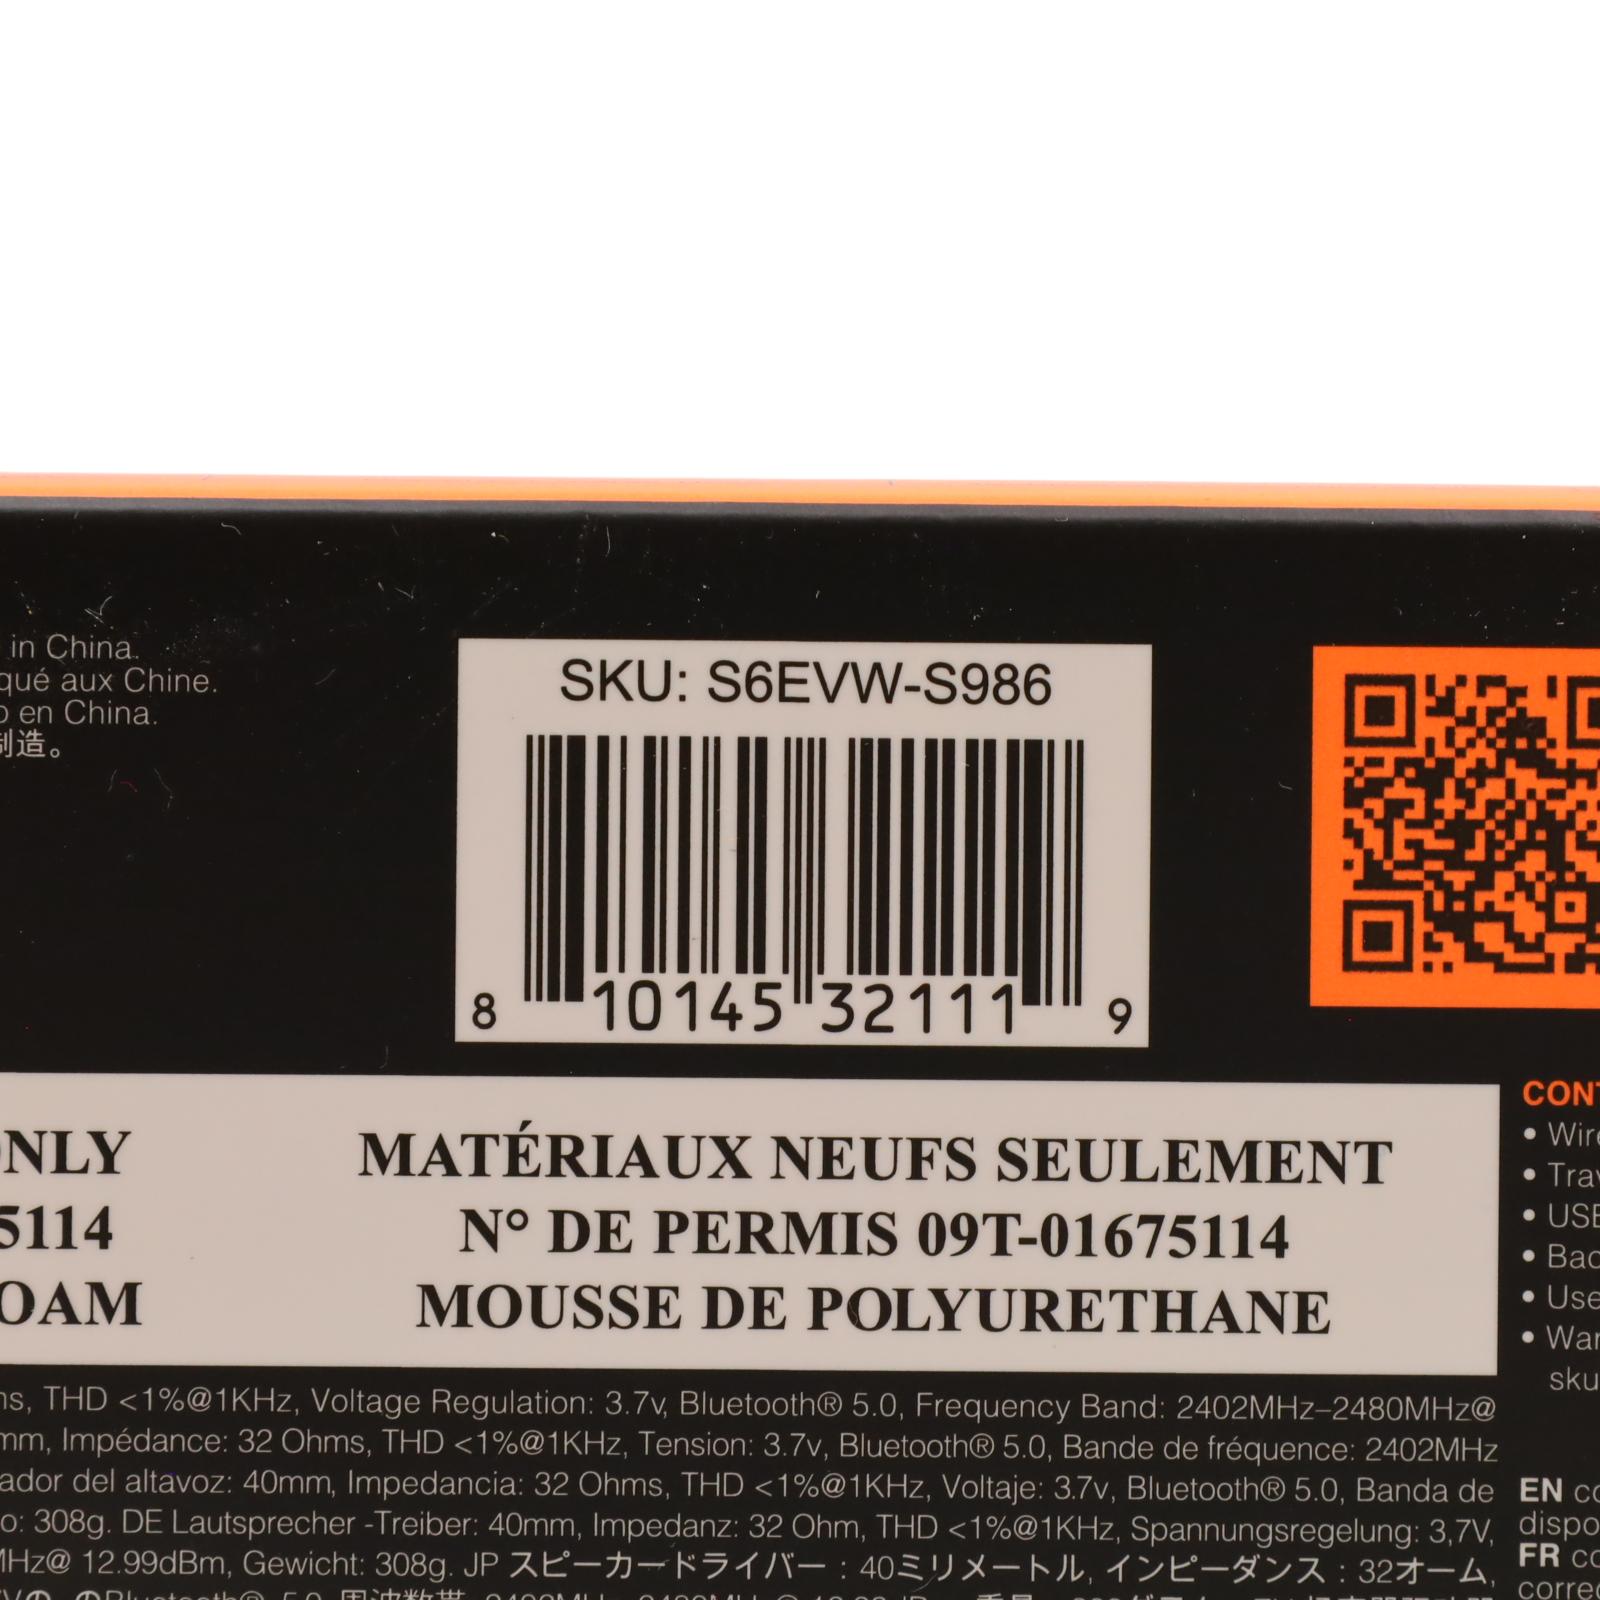 in China.
qué aux Chine.
o en China.
制造。
SKU: S6EVW-S986
8 10145 32111 9
ONLY
5114
OAM
MATÉRIAUX NEUFS SEULEMENT
N° DE PERMIS 09T-01675114
MOUSSE DE POLYURETHANE
ms, THD <1%@1KHz, Voltage Regulation: 3.7v, Bluetooth® 5.0, Frequency Band: 2402MHz–2480MHz@
mm, Impédance: 32 Ohms, THD <1%@1KHz, Tension: 3.7v, Bluetooth® 5.0, Bande de fréquence: 2402MHz
ador del altavoz: 40mm, Impedancia: 32 Ohms, THD <1%@1KHz, Voltaje: 3.7v, Bluetooth® 5.0, Banda de
o: 308g. DE Lautsprecher -Treiber: 40mm, Impedanz: 32 Ohm, THD <1%@1KHz, Spannungsregelung: 3,7V,
MHz@ 12.99dBm, Gewicht: 308g. JP スピーカードライバー : 40ミリメートル, インピーダンス : 32オーム,
CONT
• Wire
• Trav
• USB
• Bac
• Use
• War
sku
EN co
dispo
FR co
corre